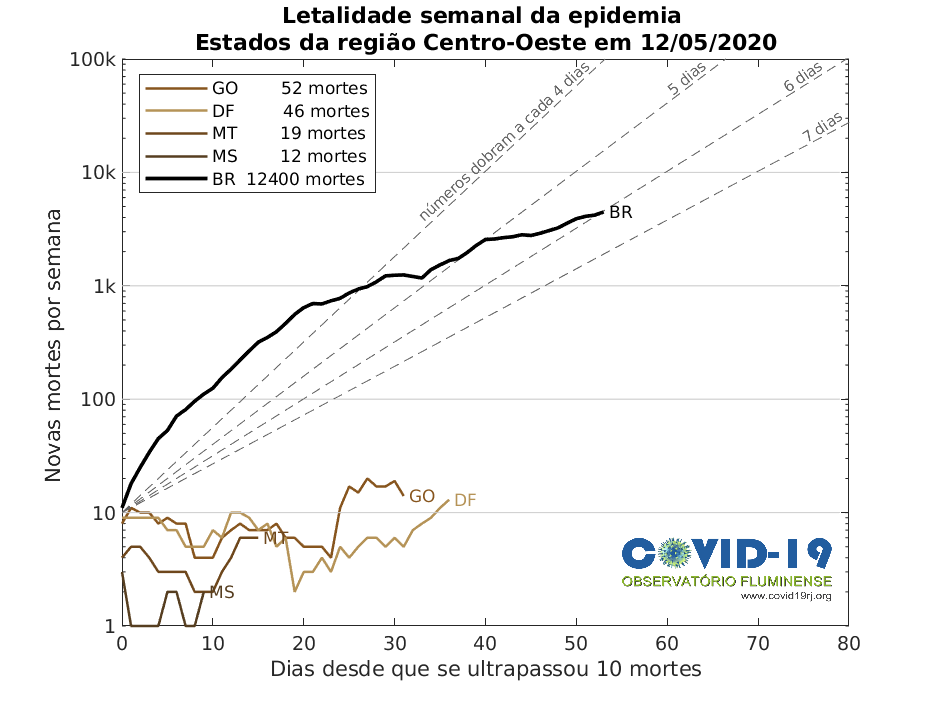 Letalidade semanal da epidemia
Estados da região Centro-Oeste em 12/05/2020
Novas mortes por semana
100k
10k
1k
100
10
1
GO 52 mortes
DF 46 mortes
MT 19 mortes
MS 12 mortes
BR 12400 mortes
números dobram a cada 4 dias
5 dias
6 dias
7 dias
BR
GO
DF
MT
MS
COVID-19
OBSERVATÓRIO FLUMINENSE
www.covid19rj.org
0 10 20 30 40 50 60 70 80
Dias desde que se ultrapassou 10 mortes